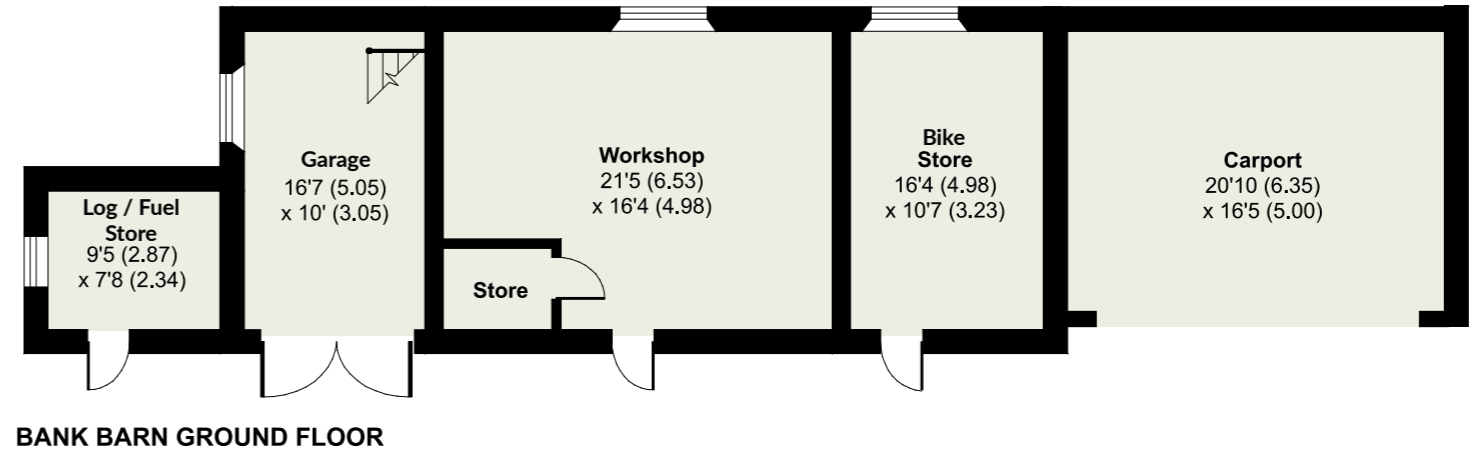 Log / Fuel
Store
9'5 (2.87)
x 7'8 (2.34)
Garage
16'7 (5.05)
x 10' (3.05)
Workshop
21'5 (6.53)
x 16'4 (4.98)
Store
Bike
Store
16'4 (4.98)
x 10'7 (3.23)
Carport
20'10 (6.35)
x 16'5 (5.00)
BANK BARN GROUND FLOOR